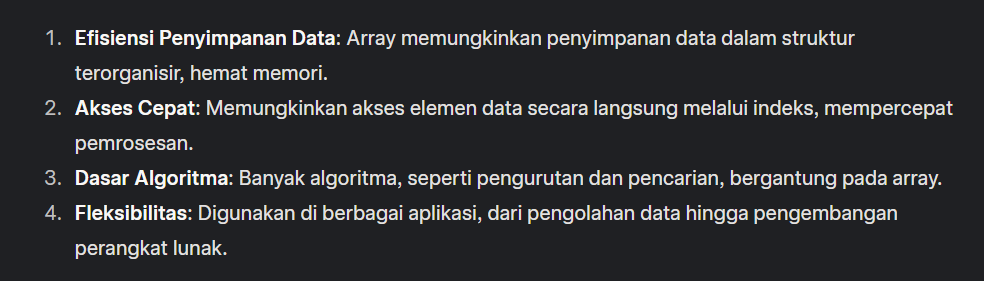 1. Efisiensi Penyimpanan Data: Array memungkinkan penyimpanan data dalam struktur
terorganisir, hemat memori.
2. Akses Cepat: Memungkinkan akses elemen data secara langsung melalui indeks, mempercepat
pemrosesan.
3. Dasar Algoritma: Banyak algoritma, seperti pengurutan dan pencarian, bergantung pada array.
4. Fleksibilitas: Digunakan di berbagai aplikasi, dari pengolahan data hingga pengembangan
perangkat lunak.